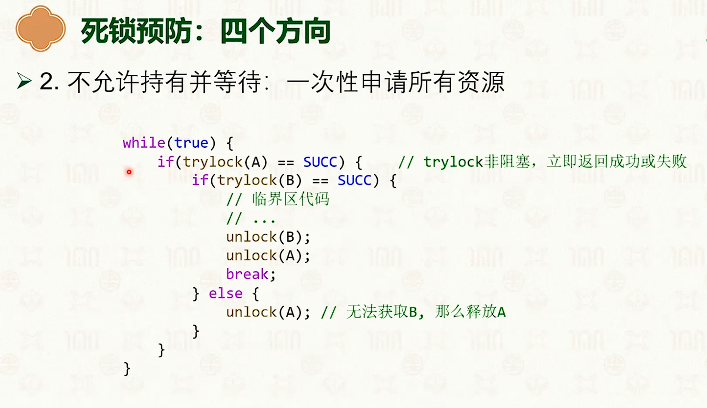 死锁预防：四个方向
➢ 2. 不允许持有并等待：一次性申请所有资源
while(true) {
if(trylock(A) == SUCC) { // trylock非阻塞，立即返回成功或失败
if(trylock(B) == SUCC) {
// 临界区代码
// ...
unlock(B);
unlock(A);
break;
} else {
unlock(A); // 无法获取B, 那么释放A
}
}
}